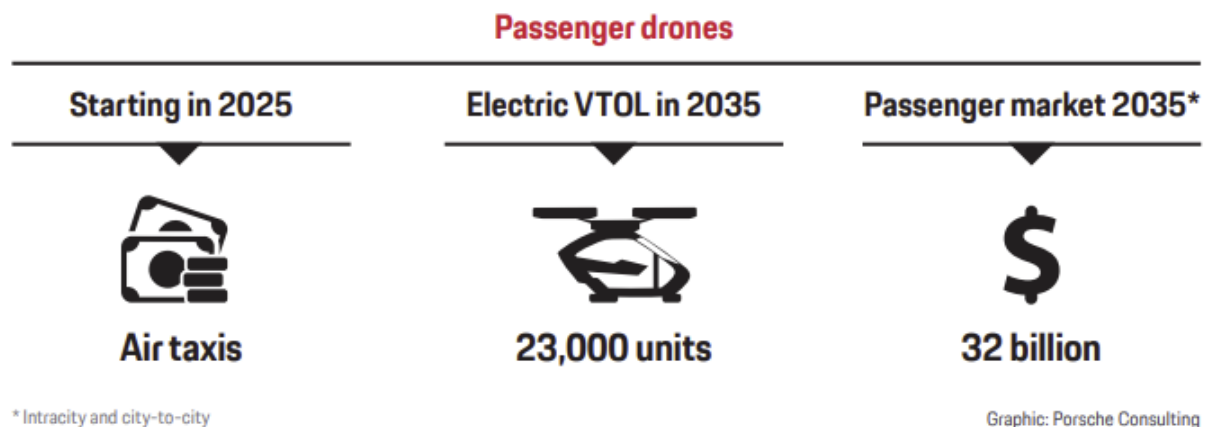 Passenger drones
Starting in 2025
Electric VTOL in 2035
Passenger market 2035*
$
Air taxis
23,000 units
32 billion
* Intracity and city-to-city
Graphic: Porsche Consulting